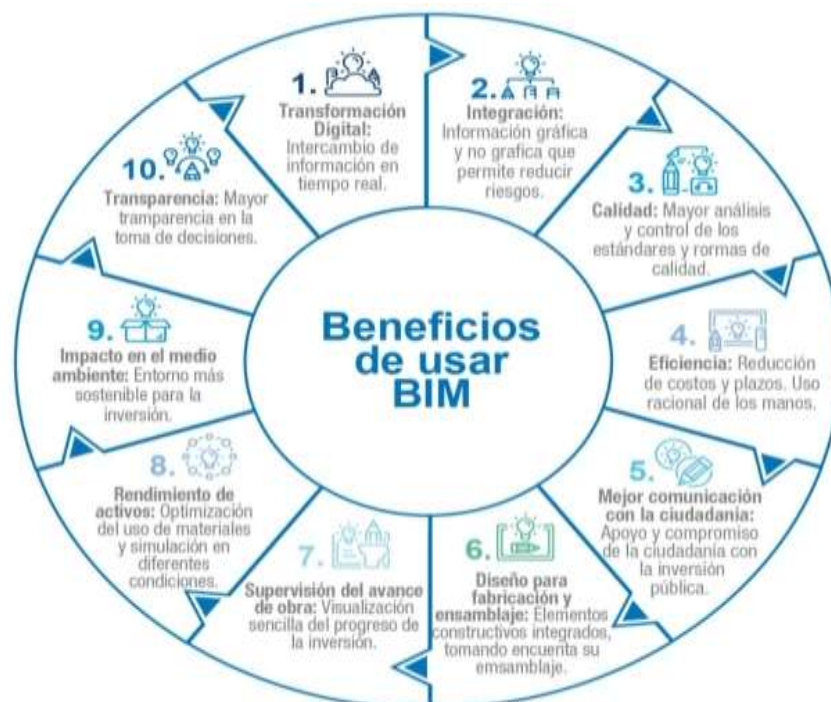 Beneficios
de usar
BIM
1.
Transformación
Digital:
Intercambio de
información en
tiempo real.
2.
Integración:
Información gráfica
y no grafica que
permite reducir
riesgos.
3.
Calidad: Mayor análisis
y control de los
estándares y rormas de
calidad.
4.
Eficiencia: Reducción
de costos y plazos. Uso
racional de los manos.
5.
Mejor comunicación
con la ciudadania:
Apoyo y compromiso
de la ciudadanía con
la inversión
pública.
6.
Diseño para
fabricación y
ensamblaje: Elementos
constructivos integrados,
tomando encuenta su
emsamblaje.
7.
Supervisión del avance
de obra: Visualización
sencilla del progreso de
la inversión.
8.
Rendimiento de
activos: Optimización
del uso de materiales
y simulación en
diferentes
condiciones.
9.
Impacto en el medio
ambiente: Entorno más
sostenible para la
inversión.
10.
Transparencia: Mayor
tramparencia en la
toma de decisiones.